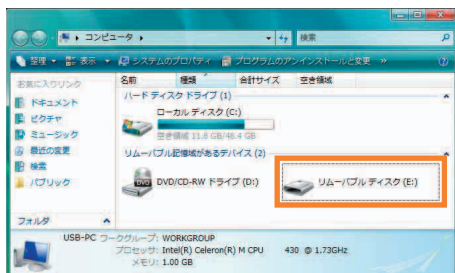 コンピュータ
検索
整理 表示 システムのプロパティ プログラムのアンインストールと変更 »
お気に入りリンク
名前 種類 合計サイズ 空き領域
ドキュメント
ピクチャ
ミュージック
最近の変更
検索
パブリック
ハード ディスク ドライブ (1)
ローカル ディスク (C:)
空き領域 11.8 GB/46.4 GB
リムーバブル記憶域があるデバイス (2)
DVD/CD-RW ドライブ (D:)
リムーバブル ディスク (E:)
フォルダ
USB-PC ワークグループ: WORKGROUP
プロセッサ: Intel(R) Celeron(R) M CPU 430 @ 1.73GHz
メモリ: 1.00 GB